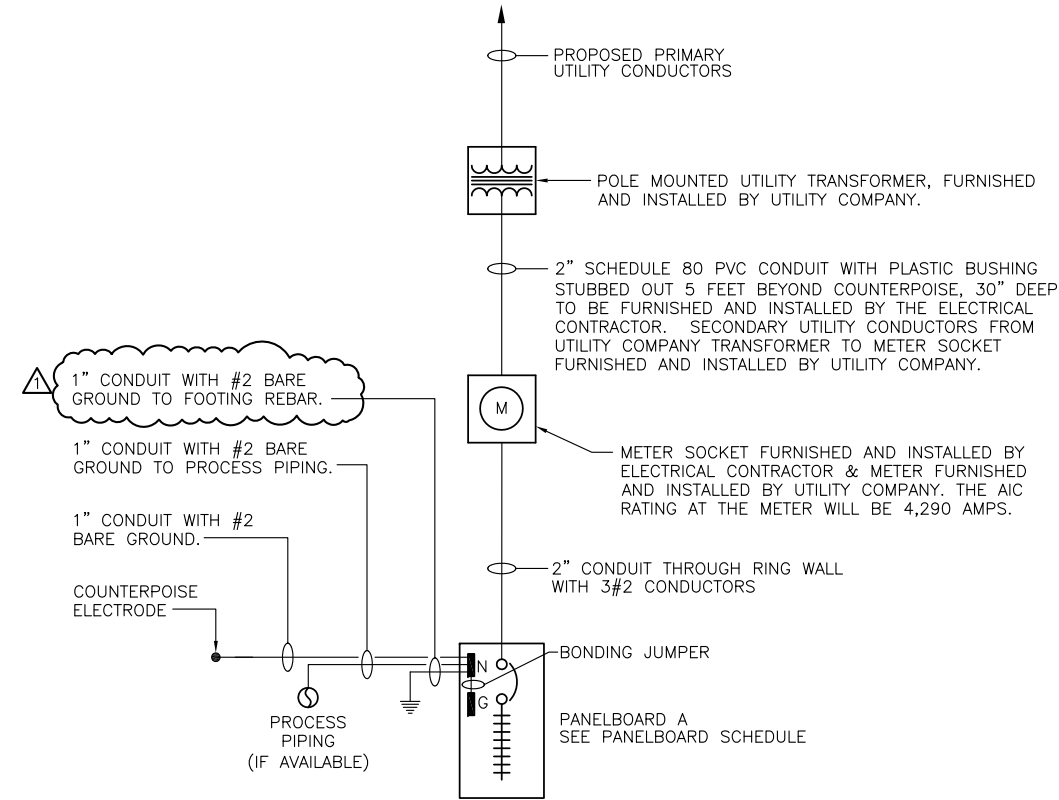 PROPOSED PRIMARY
UTILITY CONDUCTORS
POLE MOUNTED UTILITY TRANSFORMER, FURNISHED
AND INSTALLED BY UTILITY COMPANY.
2" SCHEDULE 80 PVC CONDUIT WITH PLASTIC BUSHING
STUBBED OUT 5 FEET BEYOND COUNTERPOISE, 30" DEEP
TO BE FURNISHED AND INSTALLED BY THE ELECTRICAL
CONTRACTOR. SECONDARY UTILITY CONDUCTORS FROM
UTILITY COMPANY TRANSFORMER TO METER SOCKET
FURNISHED AND INSTALLED BY UTILITY COMPANY.
1
1" CONDUIT WITH #2 BARE
GROUND TO FOOTING REBAR.
M
1" CONDUIT WITH #2 BARE
GROUND TO PROCESS PIPING.
METER SOCKET FURNISHED AND INSTALLED BY
ELECTRICAL CONTRACTOR & METER FURNISHED
AND INSTALLED BY UTILITY COMPANY. THE AIC
RATING AT THE METER WILL BE 4,290 AMPS.
1" CONDUIT WITH #2
BARE GROUND.
2" CONDUIT THROUGH RING WALL
WITH 3#2 CONDUCTORS
COUNTERPOISE
ELECTRODE
BONDING JUMPER
N
G
PROCESS
PIPING
(IF AVAILABLE)
PANELBOARD A
SEE PANELBOARD SCHEDULE